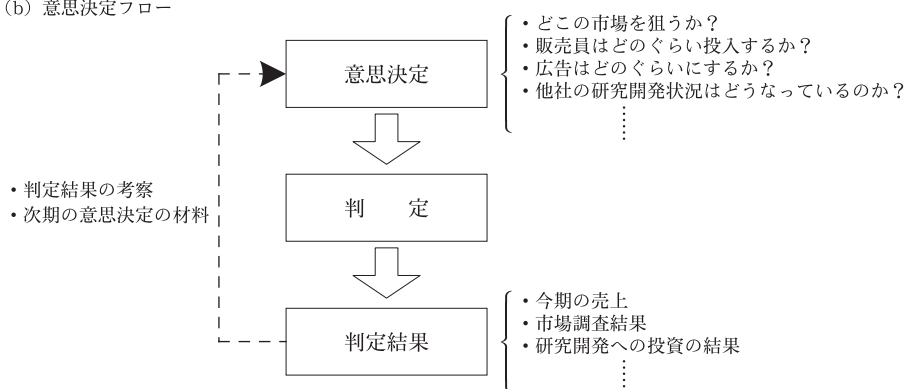 (b) 意思決定フロー
・どこの市場を狙うか？
・販売員はどのぐらい投入するか？
・広告はどのぐらいにするか？
・他社の研究開発状況はどうなっているのか？
意思決定
・判定結果の考察
・次期の意思決定の材料
判　定
・今期の売上
・市場調査結果
・研究開発への投資の結果
判定結果